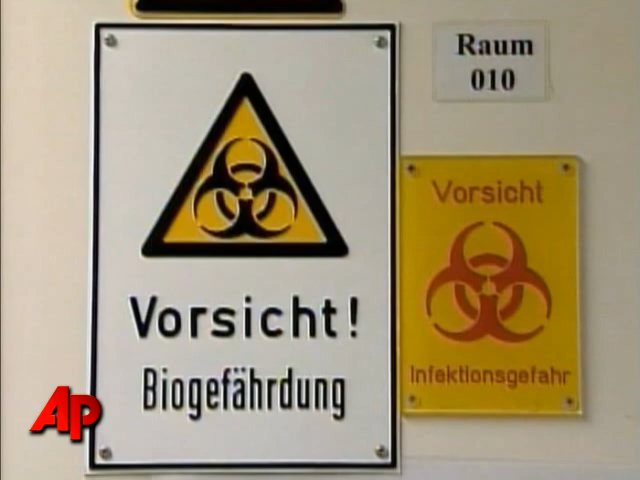 Raum
010
Vorsicht!
Biogefährdung
Vorsicht
Infektionsgefahr
AP